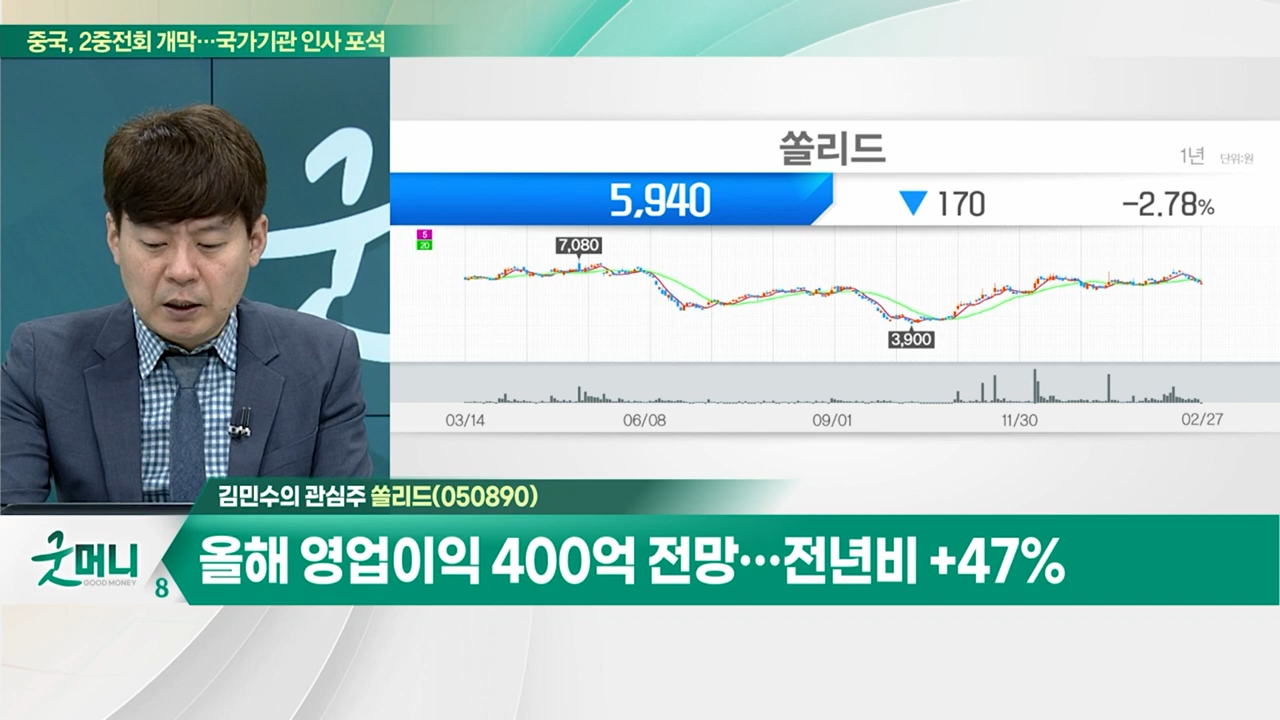 중국, 2중전회 개막…국가기관 인사 포석
쏠리드
1년 단위:원
5,940 ▼ 170 -2.78%
5
20
7,080
3,900
03/14 06/08 09/01 11/30 02/27
김민수의 관심주 쏠리드(050890)
올해 영업이익 400억 전망…전년비 +47%
굿머니
GOOD MONEY
8